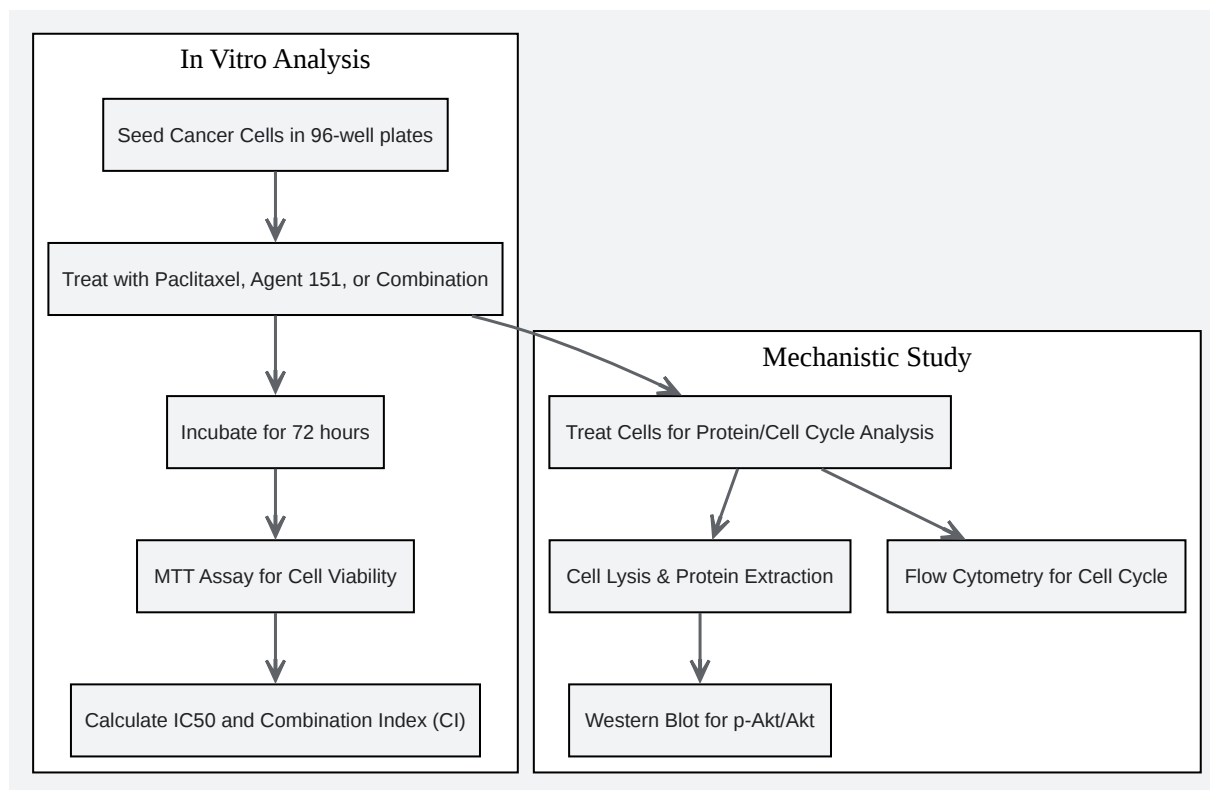 In Vitro Analysis
Seed Cancer Cells in 96-well plates
Treat with Paclitaxel, Agent 151, or Combination
Incubate for 72 hours
MTT Assay for Cell Viability
Calculate IC50 and Combination Index (CI)
Mechanistic Study
Treat Cells for Protein/Cell Cycle Analysis
Cell Lysis & Protein Extraction
Flow Cytometry for Cell Cycle
Western Blot for p-Akt/Akt